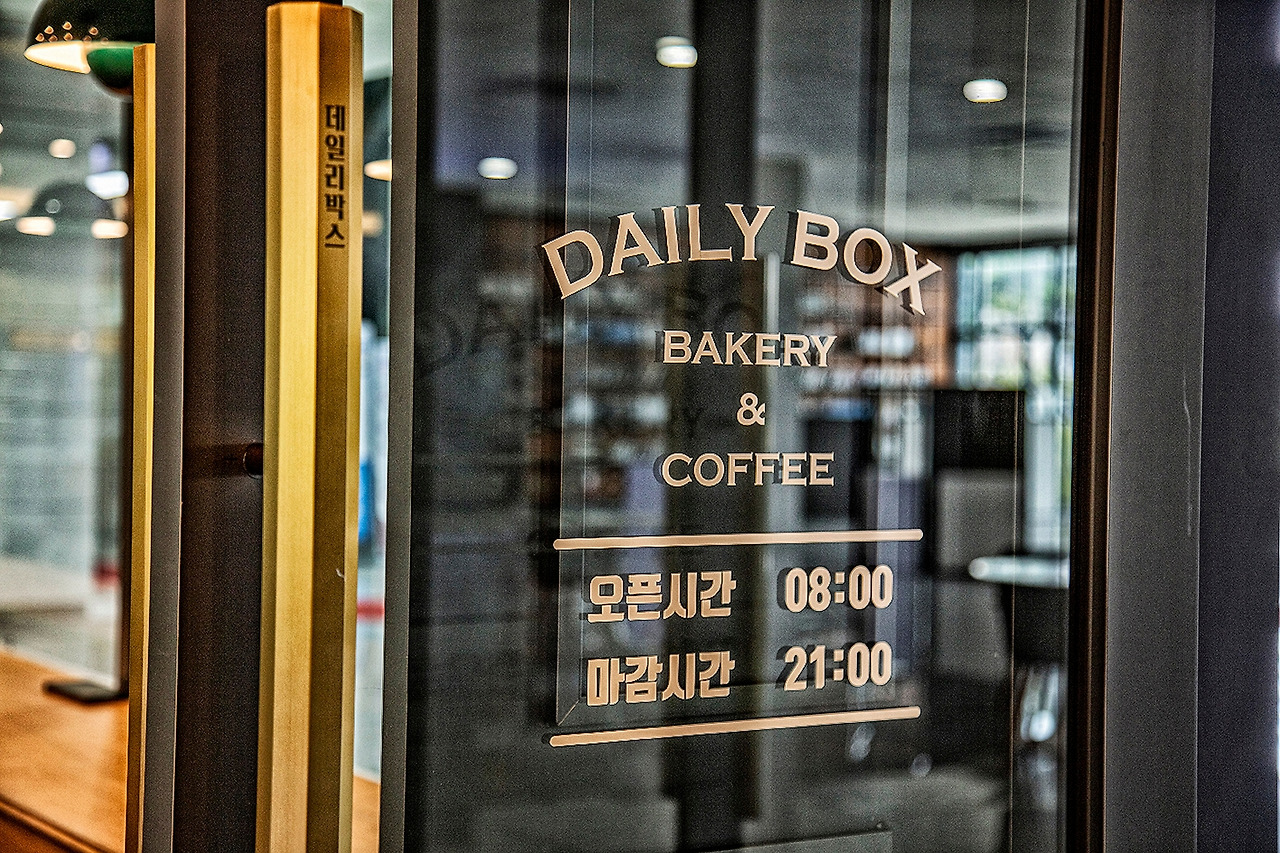 데일리박스
DAILY BOX
BAKERY
&
COFFEE
오픈시간 08:00
마감시간 21:00